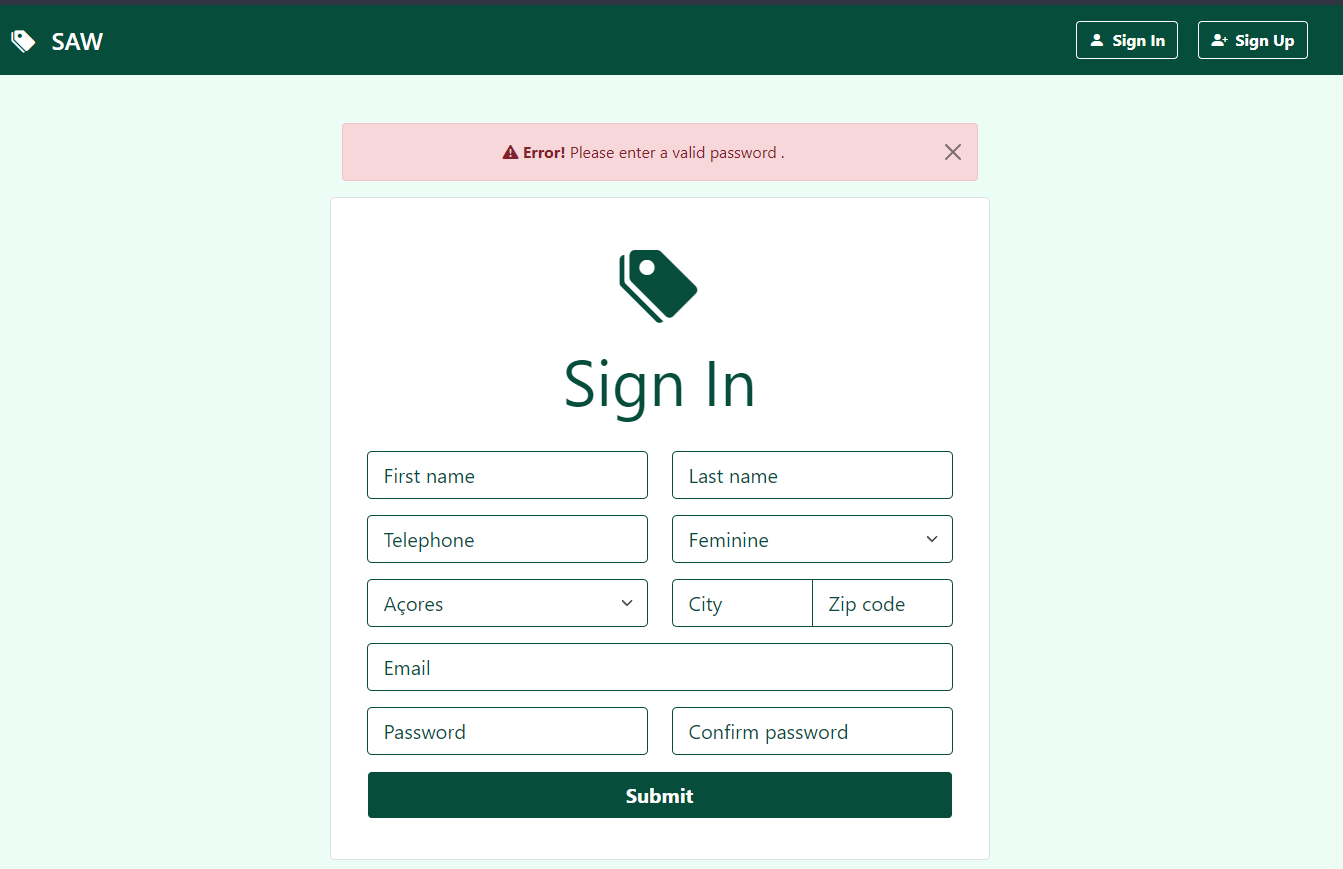 SAW
Sign In
Sign Up
Error! Please enter a valid password .
Sign In
First name
Last name
Telephone
Feminine
Açores
City
Zip code
Email
Password
Confirm password
Submit